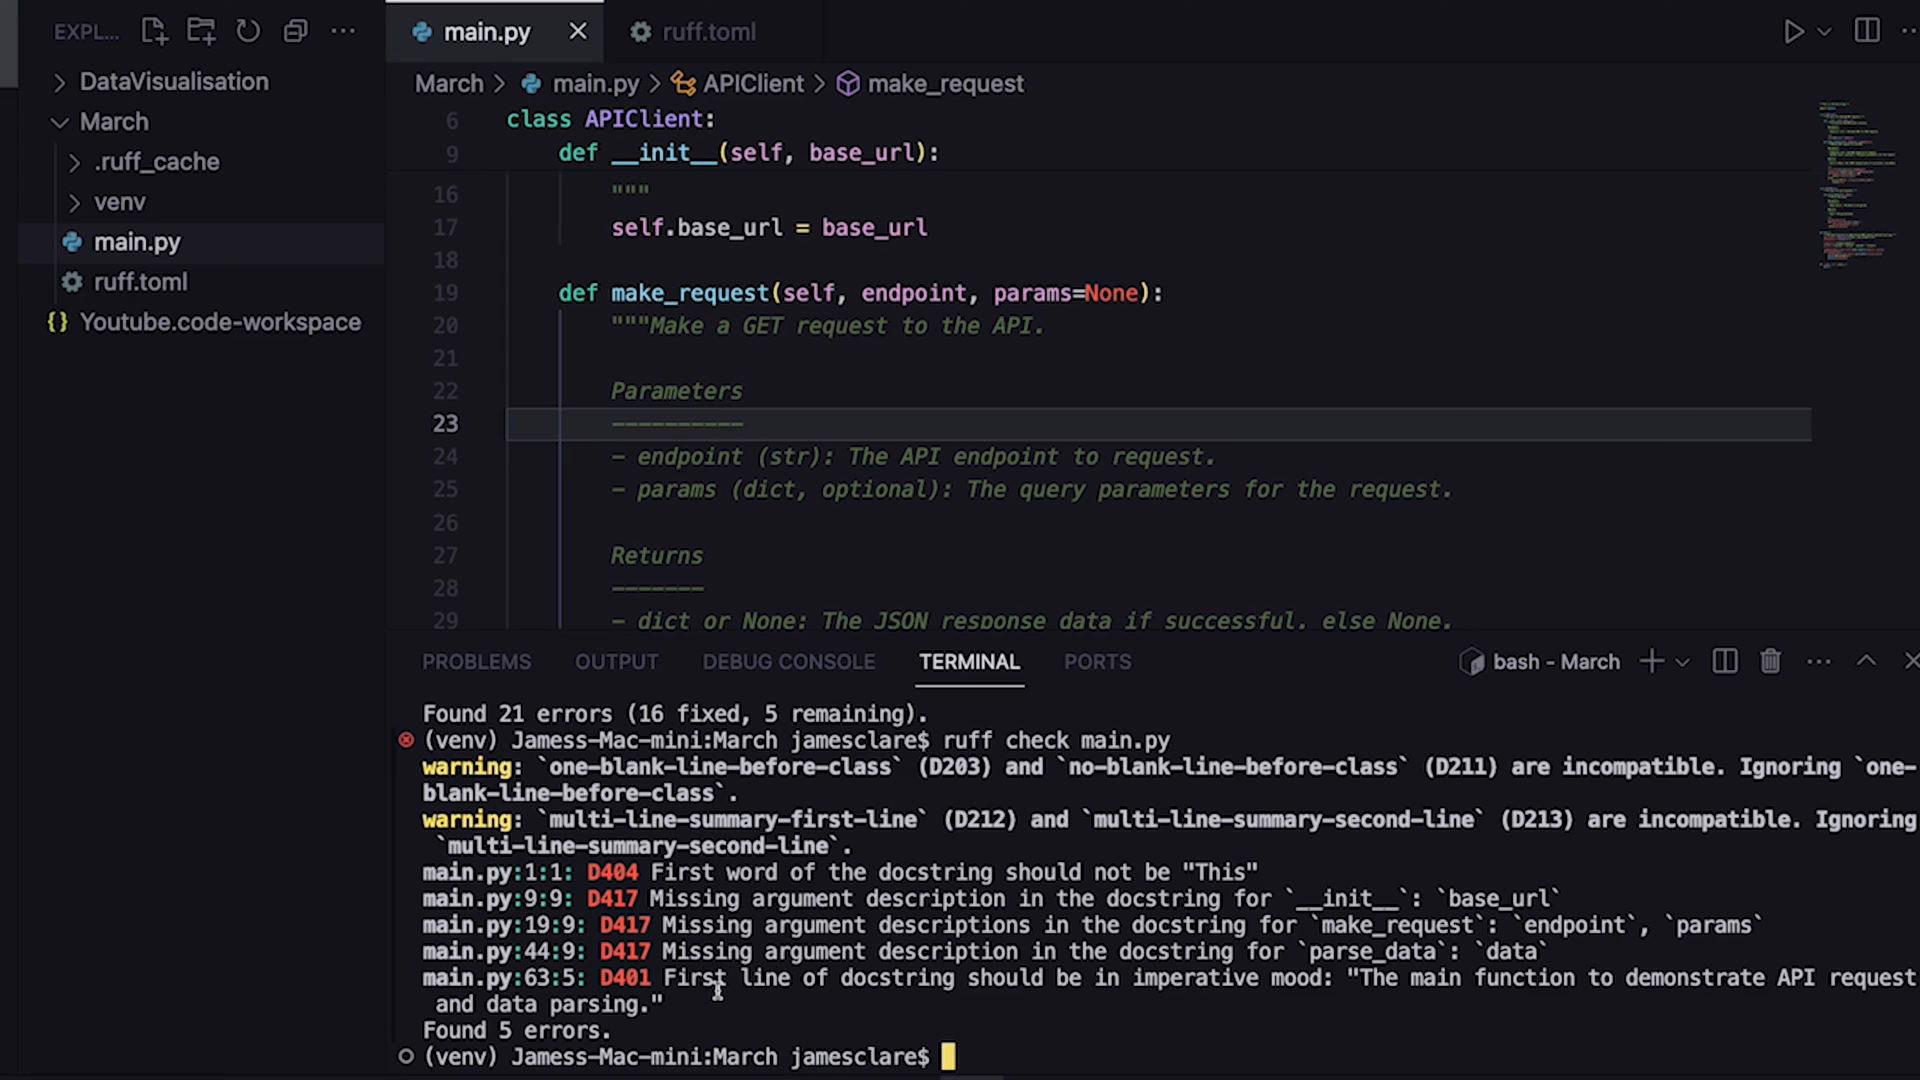 EXPL...
main.py
ruff.toml
DataVisualisation
March
.ruff_cache
venv
main.py
ruff.toml
{} Youtube.code-workspace
March > main.py > APIClient > make_request
6 class APIClient:
9 def __init__(self, base_url):
16 """
17 self.base_url = base_url
18
19 def make_request(self, endpoint, params=None):
20 """Make a GET request to the API.
21
22 Parameters
23 ----------
24 - endpoint (str): The API endpoint to request.
25 - params (dict, optional): The query parameters for the request.
26
27 Returns
28 -------
29 - dict or None: The JSON response data if successful, else None.
PROBLEMS OUTPUT DEBUG CONSOLE TERMINAL PORTS
bash - March
Found 21 errors (16 fixed, 5 remaining).
(venv) Jamess-Mac-mini:March jamesclare$ ruff check main.py
warning: `one-blank-line-before-class` (D203) and `no-blank-line-before-class` (D211) are incompatible. Ignoring `one-
blank-line-before-class`.
warning: `multi-line-summary-first-line` (D212) and `multi-line-summary-second-line` (D213) are incompatible. Ignoring
`multi-line-summary-second-line`.
main.py:1:1: D404 First word of the docstring should not be "This"
main.py:9:9: D417 Missing argument description in the docstring for `__init__`: `base_url`
main.py:19:9: D417 Missing argument descriptions in the docstring for `make_request`: `endpoint`, `params`
main.py:44:9: D417 Missing argument description in the docstring for `parse_data`: `data`
main.py:63:5: D401 First line of docstring should be in imperative mood: "The main function to demonstrate API request
and data parsing."
Found 5 errors.
(venv) Jamess-Mac-mini:March jamesclare$